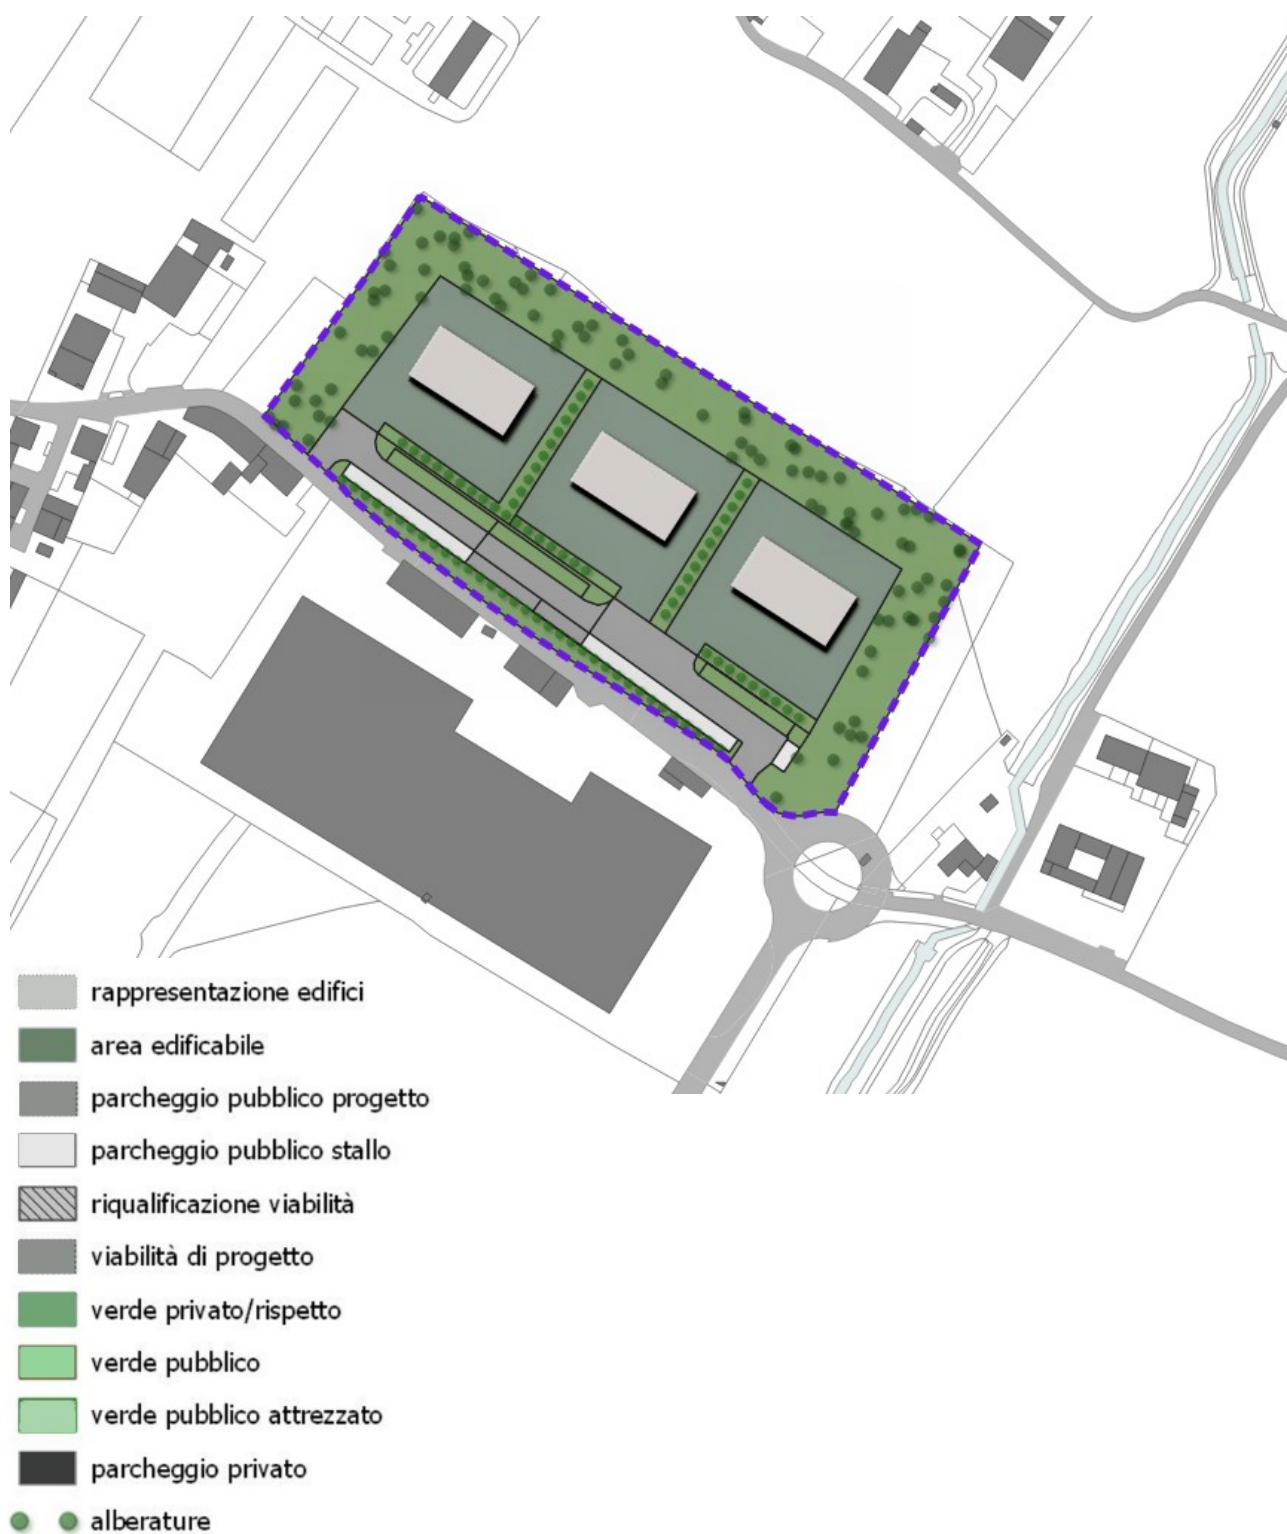 rappresentazione edifici
area edificabile
parcheggio pubblico progetto
parcheggio pubblico stallo
riqualificazione viabilità
viabilità di progetto
verde privato/rispetto
verde pubblico
verde pubblico attrezzato
parcheggio privato
alberature